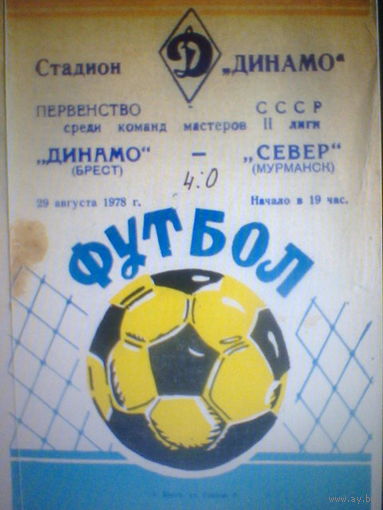 Стадион Д „ДИНАМО“
ПЕРВЕНСТВО СССР
среди команд мастеров II лиги
„ДИНАМО“ – „СЕВЕР“
(БРЕСТ) (МУРМАНСК)
4:0
29 августа 1978 г. Начало в 19 час.
ФУТБОЛ
www.ay.by